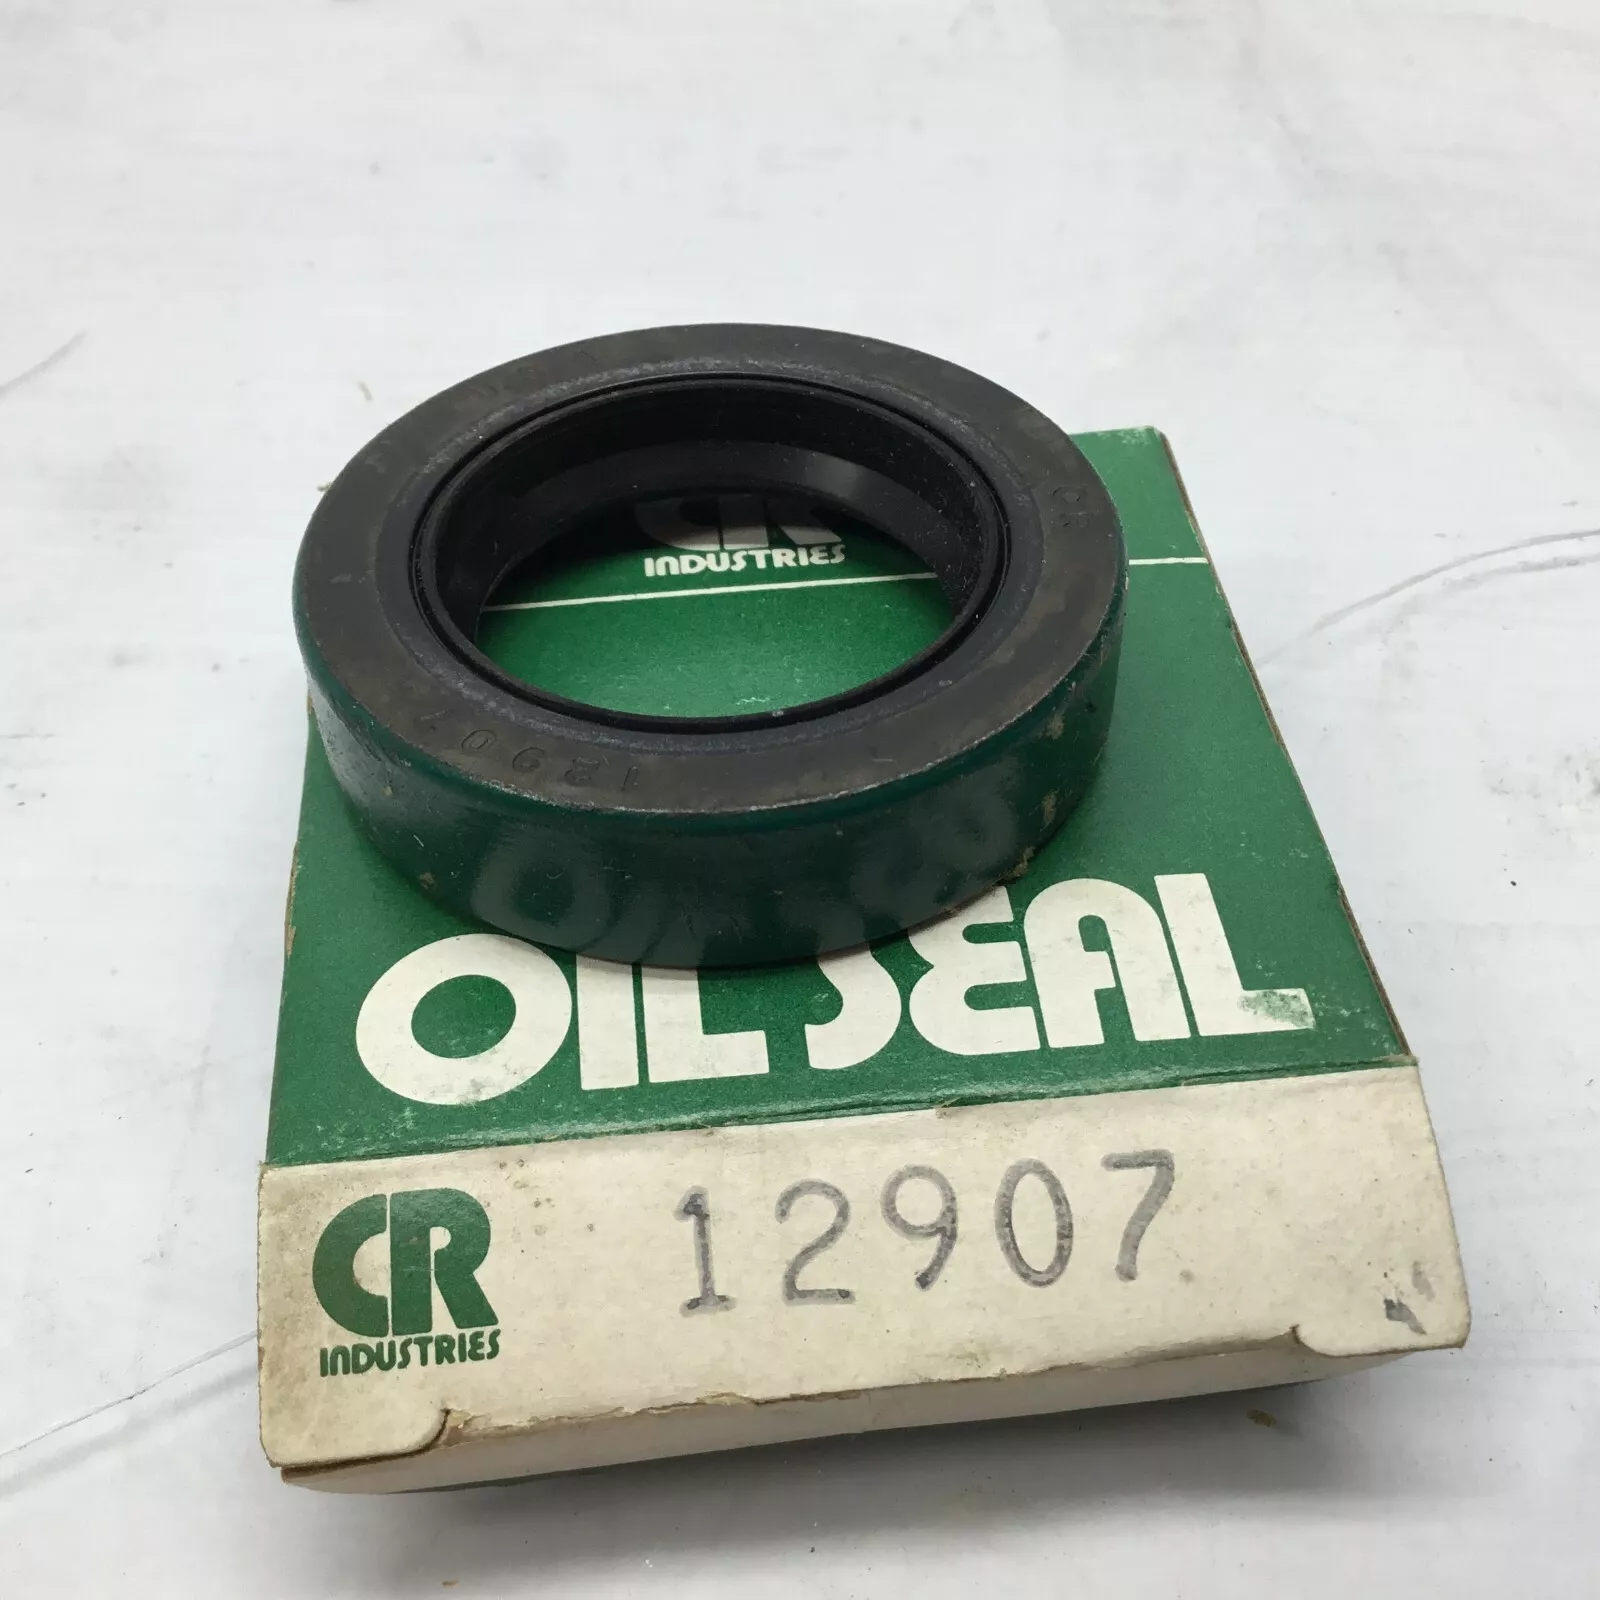 CR
INDUSTRIES
12907
OIL SEAL
CR
INDUSTRIES
12907